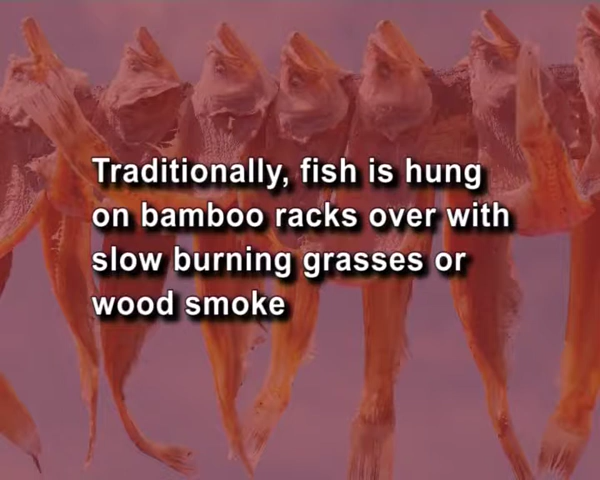 Traditionally, fish is hung
on bamboo racks over with
slow burning grasses or
wood smoke